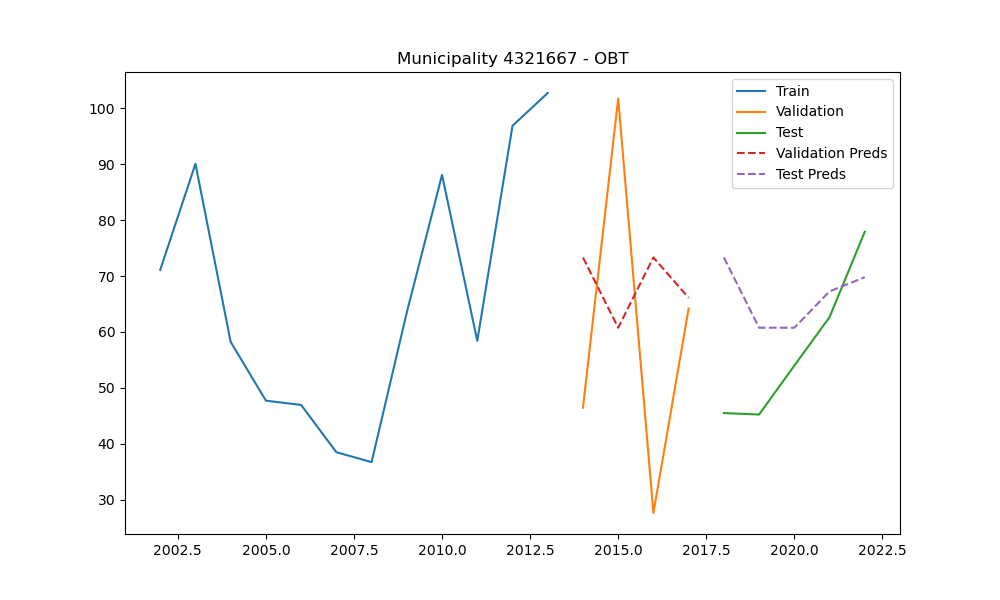 Municipality 4321667 - OBT
Train
Validation
Test
Validation Preds
Test Preds
100
90
80
70
60
50
40
30
2002.5 2005.0 2007.5 2010.0 2012.5 2015.0 2017.5 2020.0 2022.5